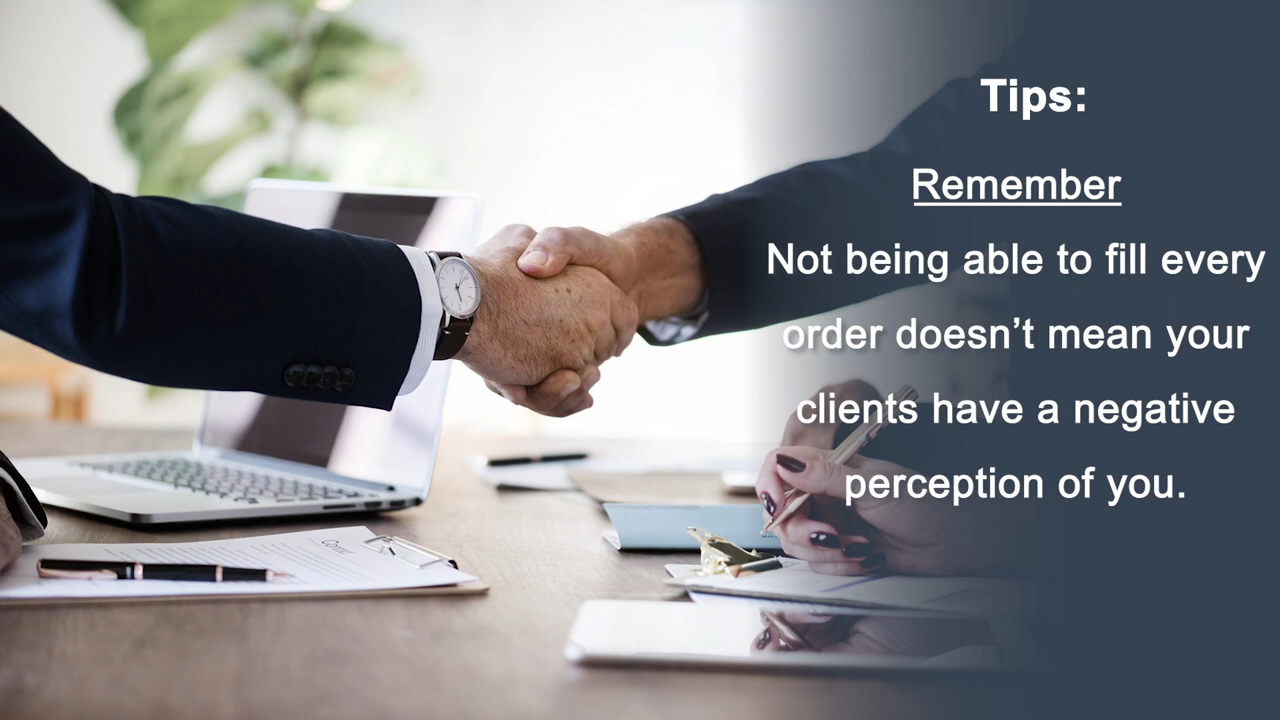 Tips:
Remember
Not being able to fill every
order doesn’t mean your
clients have a negative
perception of you.